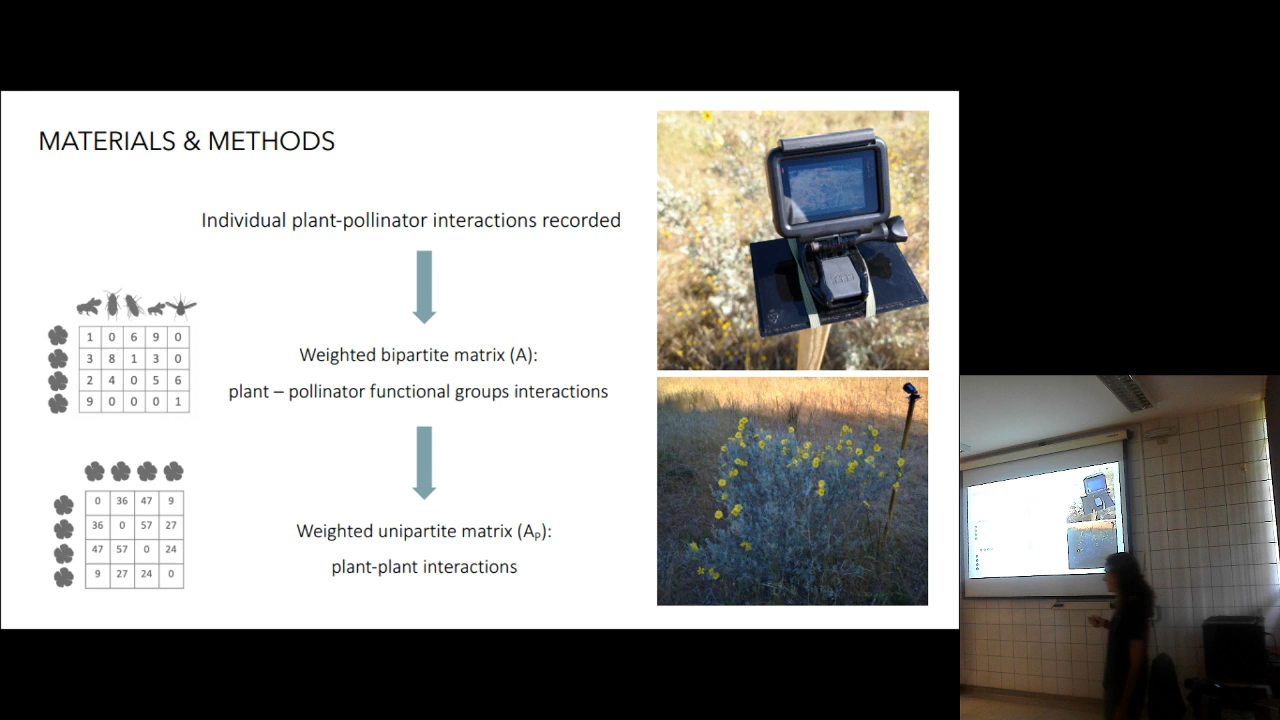 MATERIALS & METHODS
Individual plant-pollinator interactions recorded
Weighted bipartite matrix (A):
plant – pollinator functional groups interactions
1 0 6 9 0
3 8 1 3 0
2 4 0 5 6
9 0 0 0 1
Weighted unipartite matrix (Aₚ):
plant-plant interactions
0 36 47 9
36 0 57 27
47 57 0 24
9 27 24 0